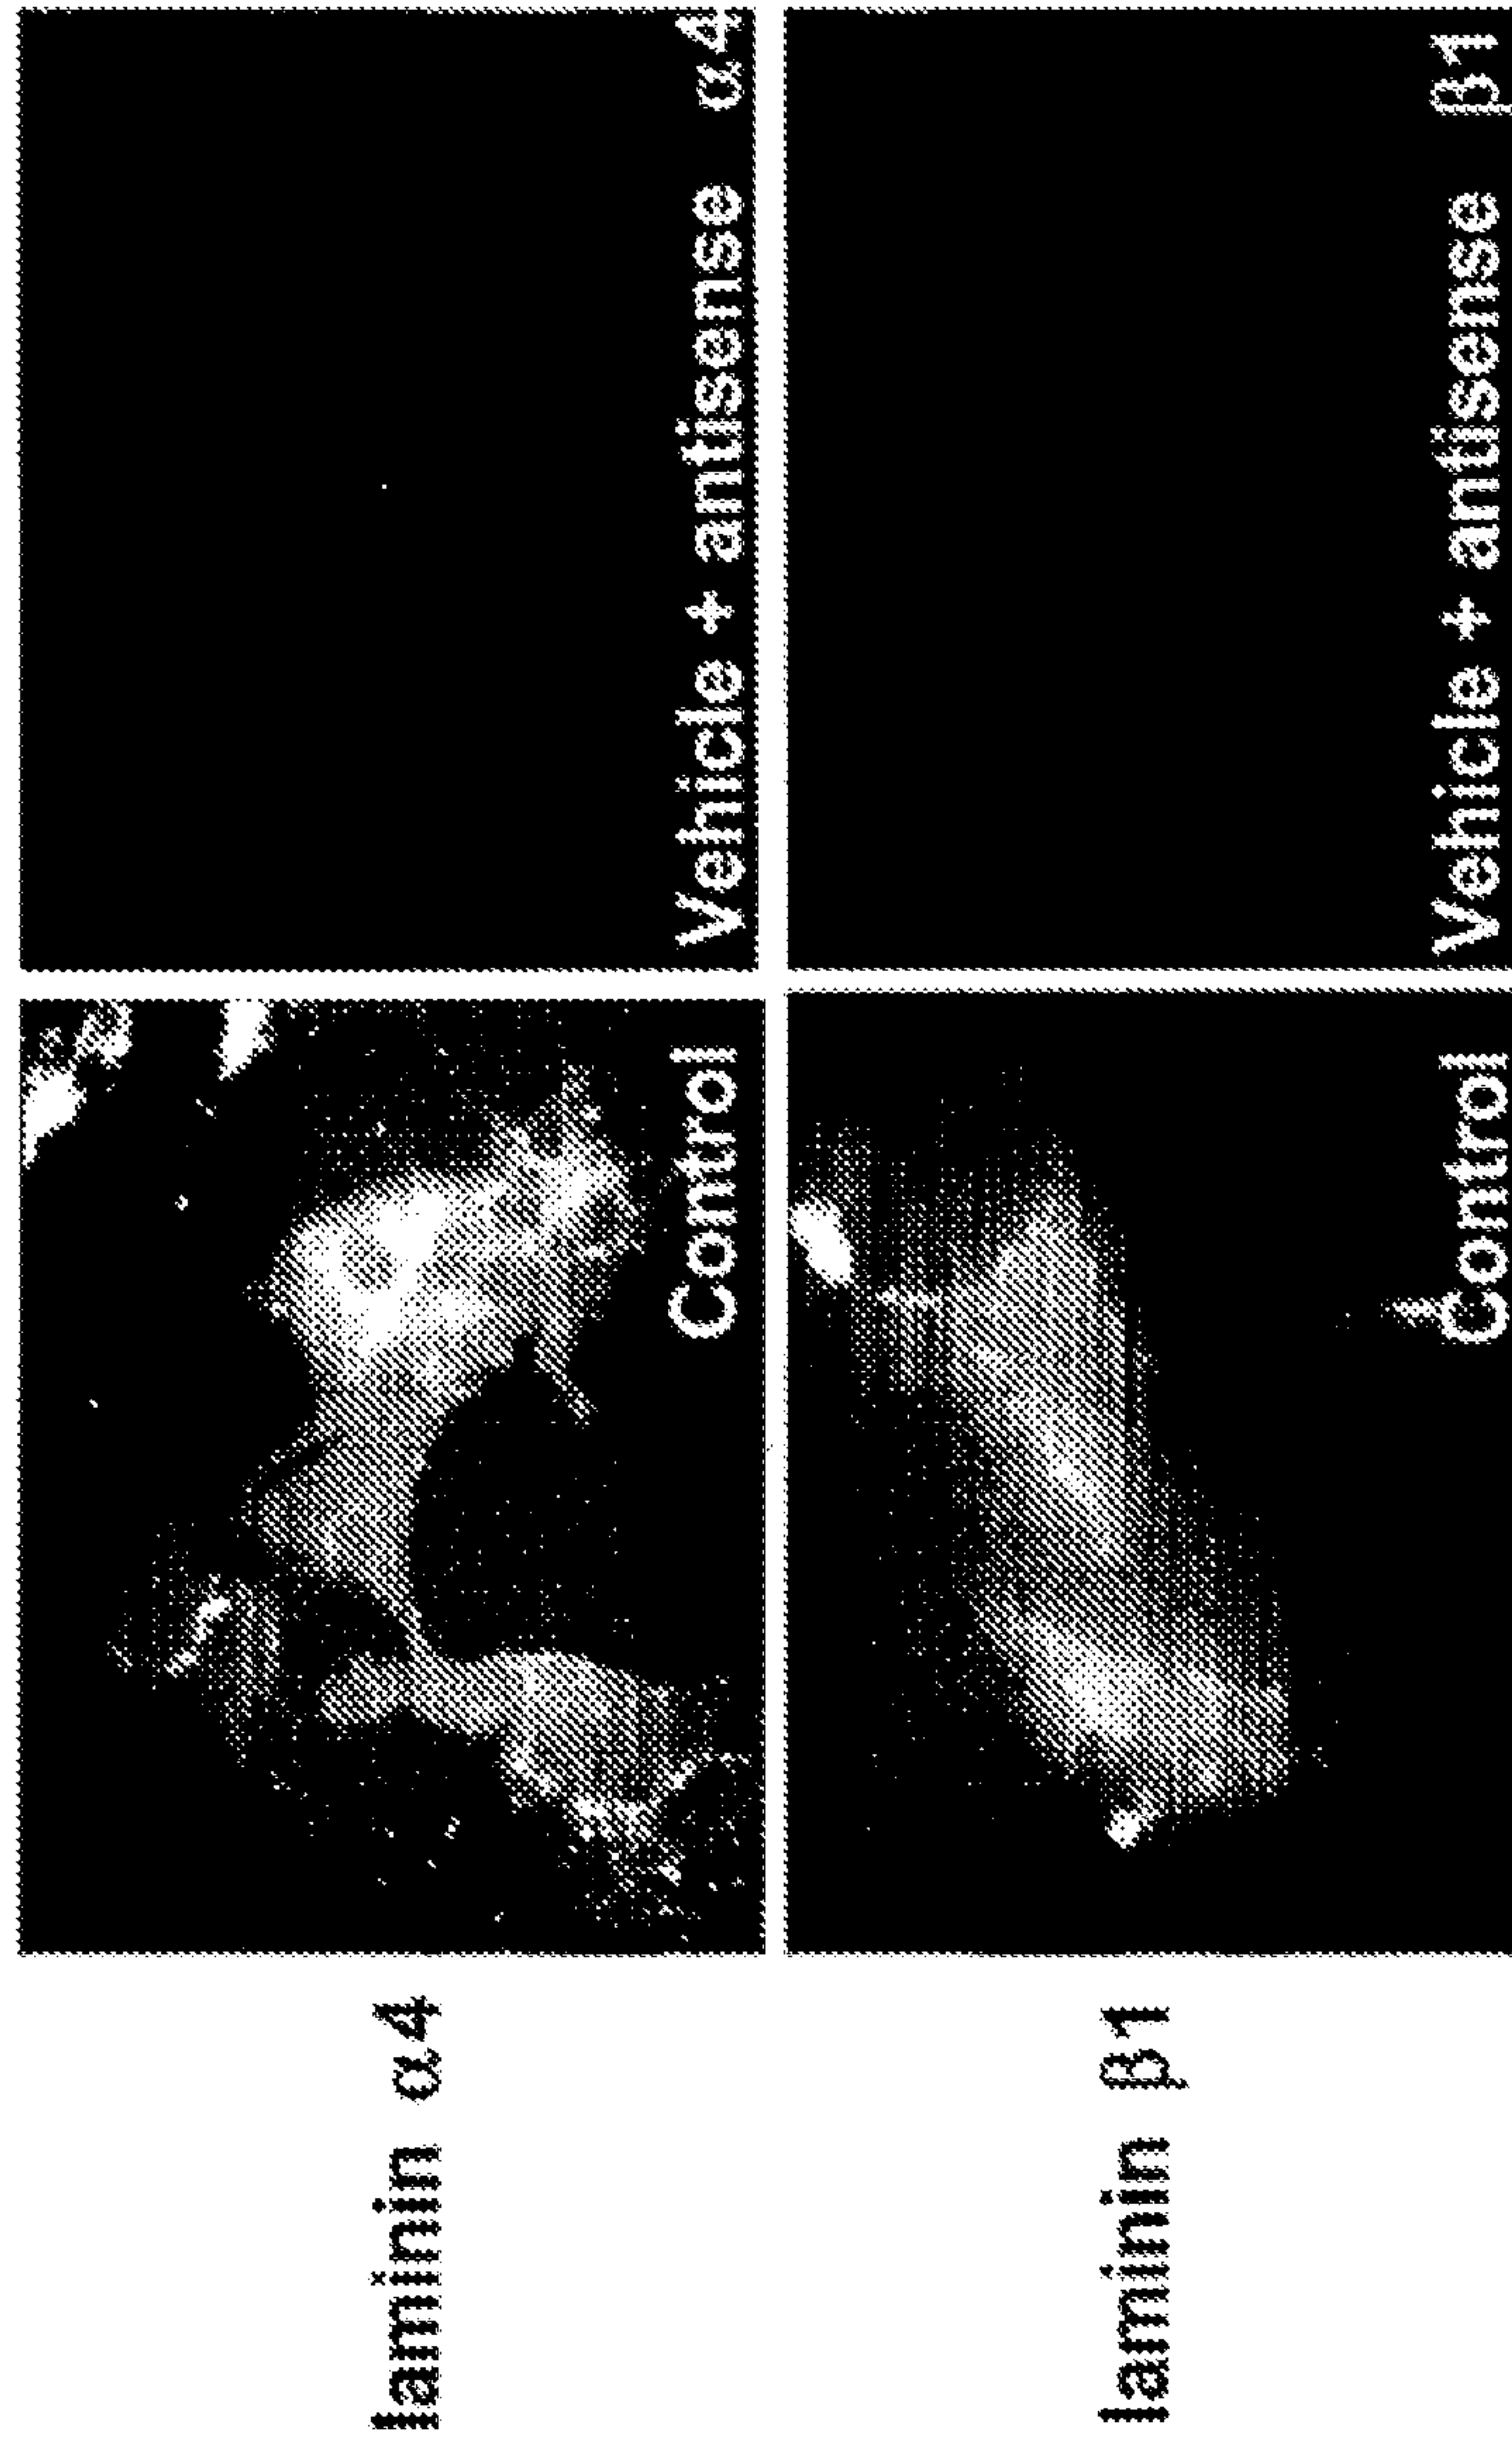 laminin α4
Control
Vehicle + antisense α4
laminin β1
Control
Vehicle + antisense β1